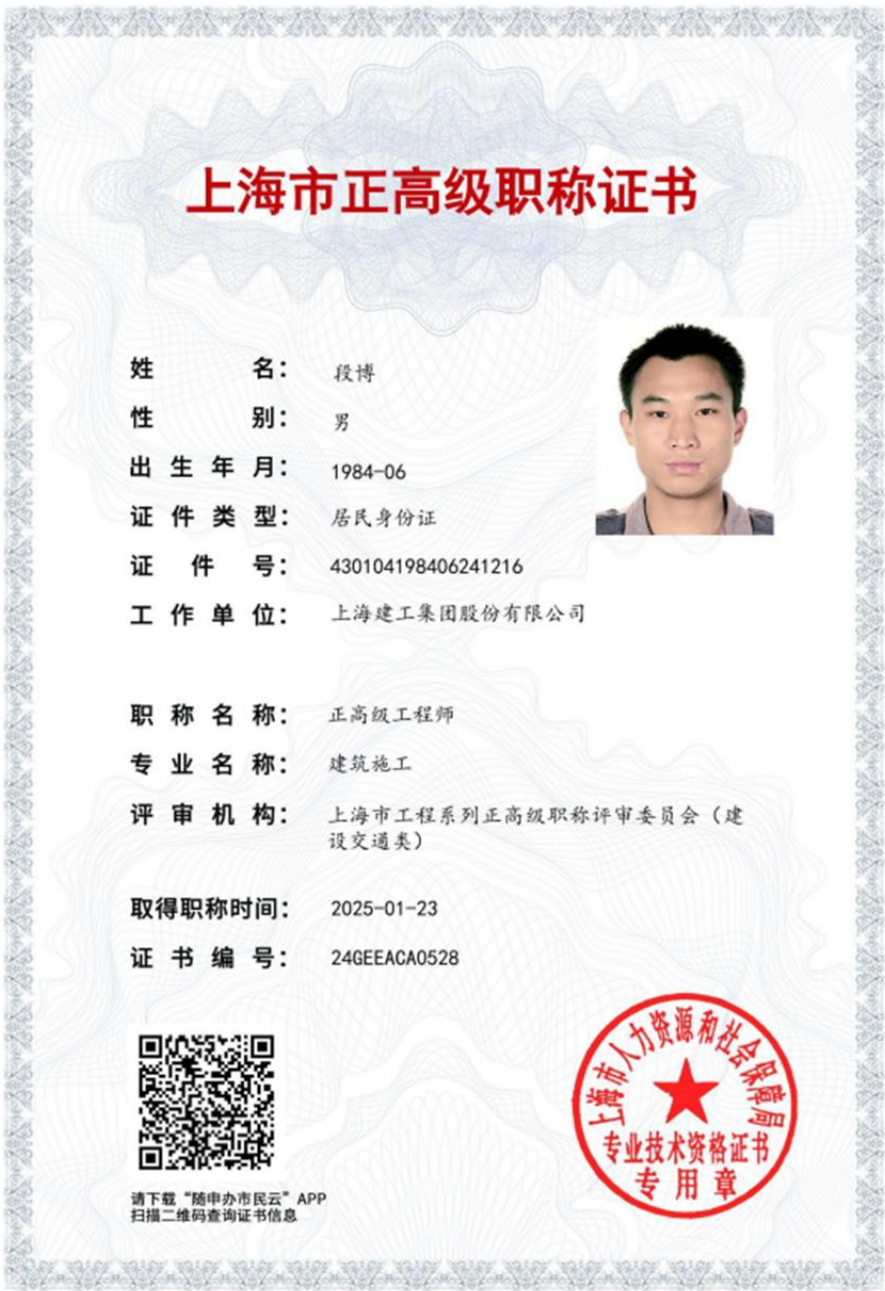 上海市正高级职称证书
姓名： 段博
性别： 男
出生年月： 1984-06
证件类型： 居民身份证
证件号： 430104198406241216
工作单位： 上海建工集团股份有限公司
职称名称： 正高级工程师
专业名称： 建筑施工
评审机构： 上海市工程系列正高级职称评审委员会（建
设交通类）
取得职称时间： 2025-01-23
证书编号： 24GEEACA0528
上海市人力资源和社会保障局
专业技术资格证书
专用章
请下载“随申办市民云”APP
扫描二维码查询证书信息